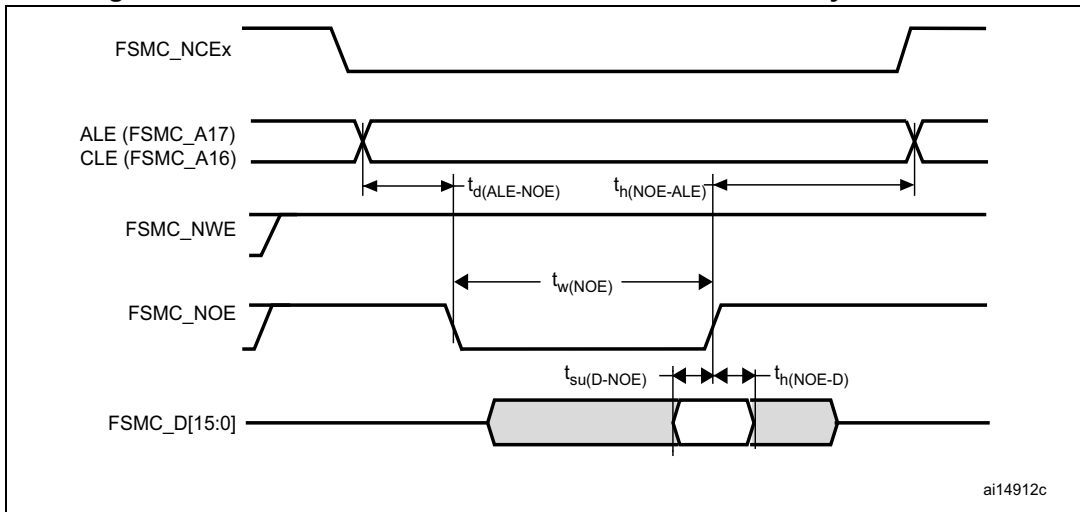 FSMC_NCEx
ALE (FSMC_A17)
CLE (FSMC_A16)
td(ALE-NOE)
th(NOE-ALE)
FSMC_NWE
tw(NOE)
FSMC_NOE
tsu(D-NOE)
th(NOE-D)
FSMC_D[15:0]
ai14912c